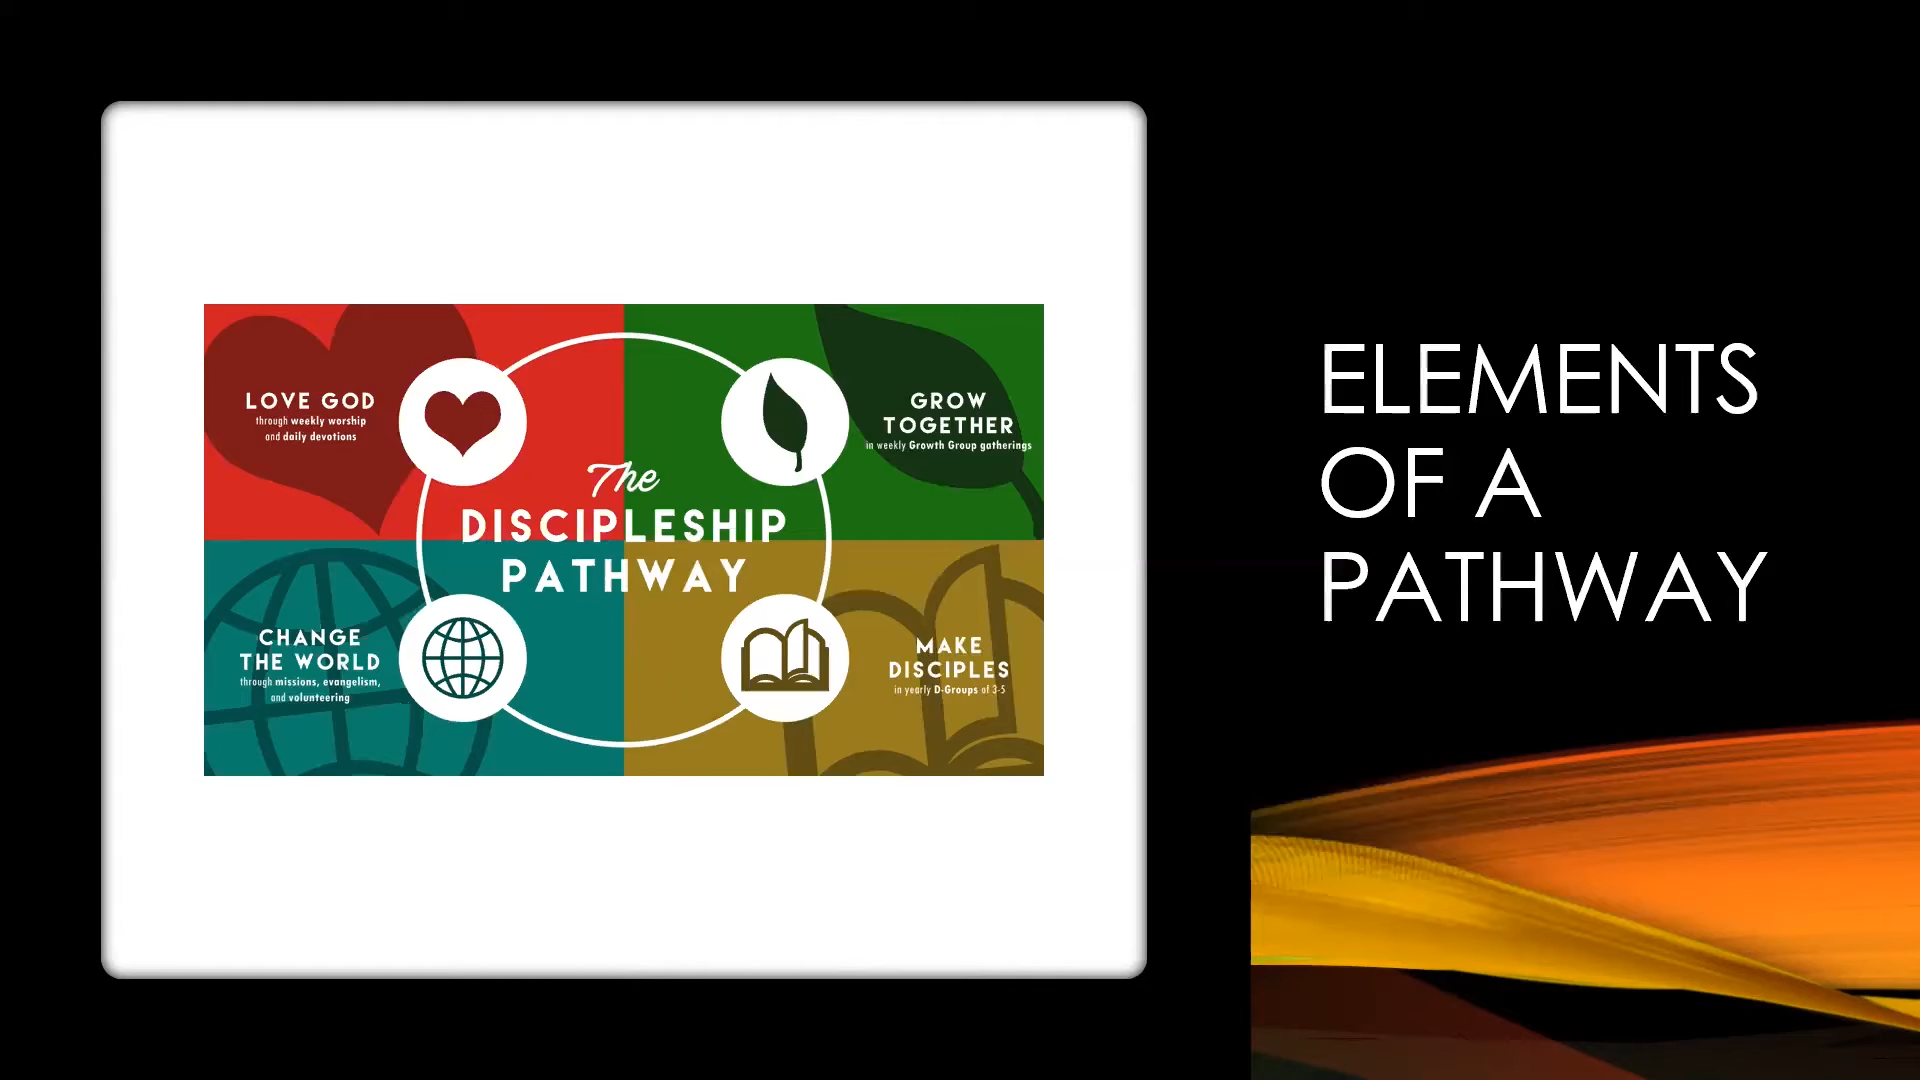 LOVE GOD
through weekly worship
and daily devotions
GROW
TOGETHER
in weekly Growth Group gatherings
The
DISCIPLESHIP
PATHWAY
CHANGE
THE WORLD
through missions, evangelism,
and volunteering
MAKE
DISCIPLES
in yearly D-Groups of 3-5
ELEMENTS
OF A
PATHWAY